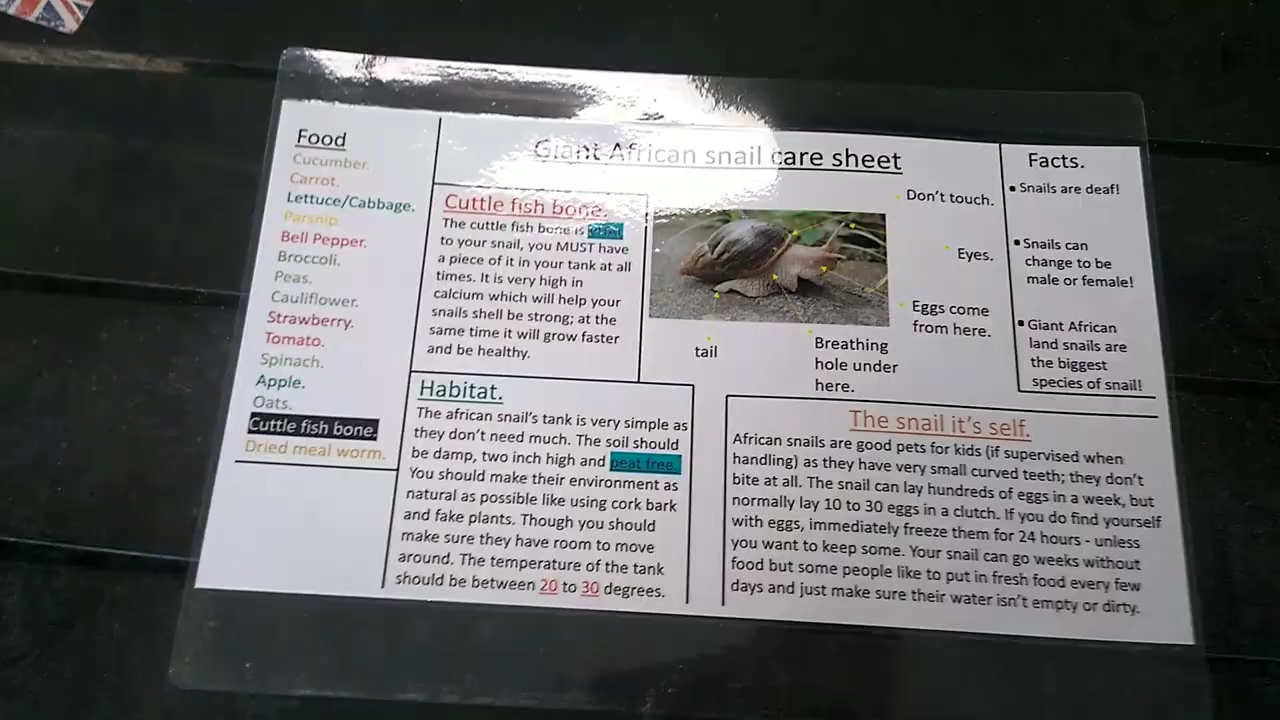 Giant African snail care sheet
Food
Cucumber.
Carrot.
Lettuce/Cabbage.
Parsnip
Bell Pepper.
Broccoli.
Peas.
Cauliflower.
Strawberry.
Tomato.
Spinach.
Apple.
Oats.
Cuttle fish bone.
Dried meal worm.
Cuttle fish bone.
The cuttle fish bone is
to your snail, you MUST have
a piece of it in your tank at all
times. It is very high in
calcium which will help your
snails shell be strong; at the
same time it will grow faster
and be healthy.
Habitat.
The african snail's tank is very simple as
they don't need much. The soil should
be damp, two inch high and peat free.
You should make their environment as
natural as possible like using cork bark
and fake plants. Though you should
make sure they have room to move
around. The temperature of the tank
should be between 20 to 30 degrees.
Don't touch.
Eyes.
Eggs come
from here.
tail
Breathing
hole under
here.
Facts.
• Snails are deaf!
• Snails can
change to be
male or female!
• Giant African
land snails are
the biggest
species of snail!
The snail it's self.
African snails are good pets for kids (if supervised when
handling) as they have very small curved teeth; they don't
bite at all. The snail can lay hundreds of eggs in a week, but
normally lay 10 to 30 eggs in a clutch. If you do find yourself
with eggs, immediately freeze them for 24 hours - unless
you want to keep some. Your snail can go weeks without
food but some people like to put in fresh food every few
days and just make sure their water isn't empty or dirty.